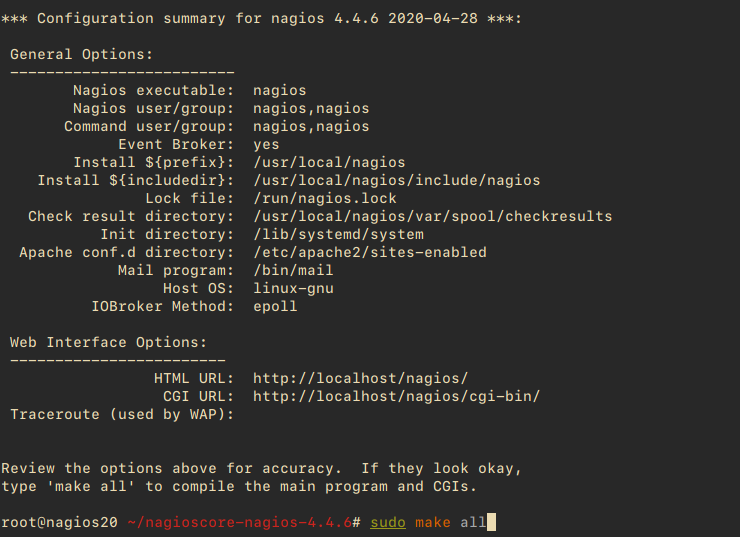 *** Configuration summary for nagios 4.4.6 2020-04-28 ***:
General Options:
-------------------------
Nagios executable:  nagios
Nagios user/group:  nagios,nagios
Command user/group:  nagios,nagios
Event Broker:  yes
Install ${prefix}:  /usr/local/nagios
Install ${includedir}:  /usr/local/nagios/include/nagios
Lock file:  /run/nagios.lock
Check result directory:  /usr/local/nagios/var/spool/checkresults
Init directory:  /lib/systemd/system
Apache conf.d directory:  /etc/apache2/sites-enabled
Mail program:  /bin/mail
Host OS:  linux-gnu
IOBroker Method:  epoll
Web Interface Options:
------------------------
HTML URL:  http://localhost/nagios/
CGI URL:  http://localhost/nagios/cgi-bin/
Traceroute (used by WAP):
Review the options above for accuracy.  If they look okay,
type 'make all' to compile the main program and CGIs.
root@nagios20 ~/nagioscore-nagios-4.4.6# sudo make all